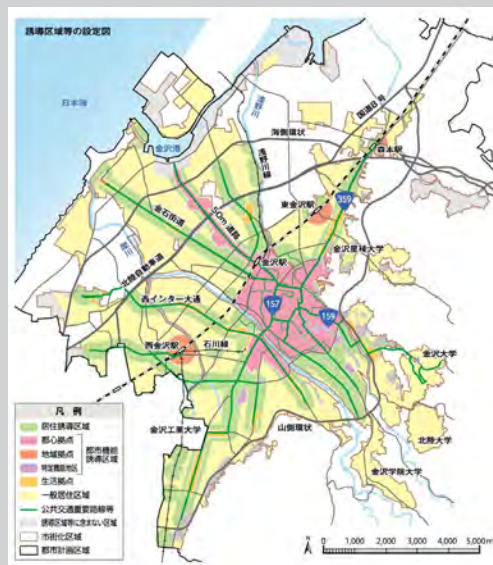 誘導区域等の設定図
日本海
金沢港
浅野川
国道8号
海側環状
森本駅
浅野川線
50m道路
東金沢駅
359
金石街道
金沢星稜大学
犀川
北陸自動車道
金沢駅
西インター大通
157
159
西金沢駅
石川線
金沢大学
金沢工業大学
山側環状
北陸大学
金沢学院大学
凡例
居住誘導区域
都心拠点
地域拠点
特定機能地区
都市機能
誘導区域
生活拠点
一般居住区域
公共交通重要路線等
誘導区域等に含まない区域
市街化区域
都市計画区域
N
0 1,000 2,000 3,000 4,000 5,000m